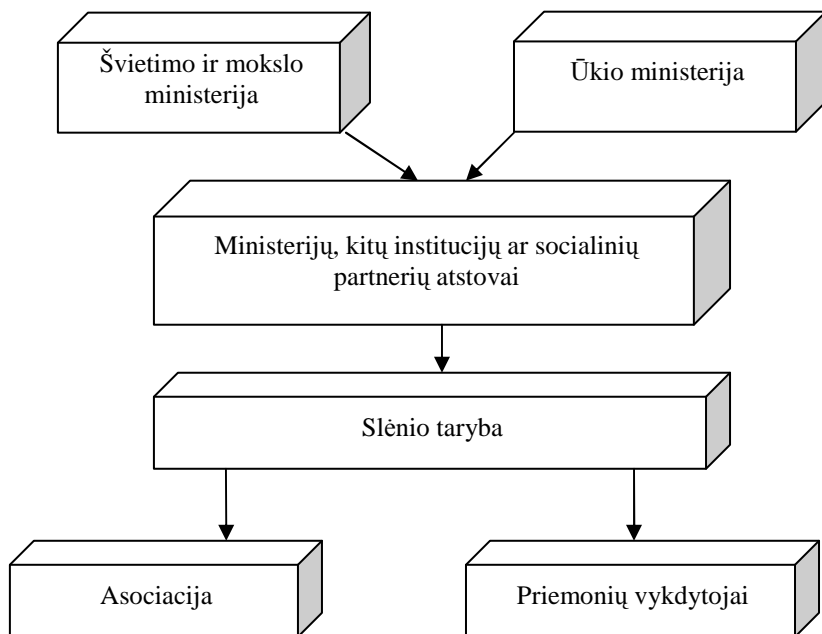 Švietimo ir mokslo
ministerija
Ūkio ministerija
Ministerijų, kitų institucijų ar socialinių
partnerių atstovai
Slėnio taryba
Asociacija
Priemonių vykdytojai